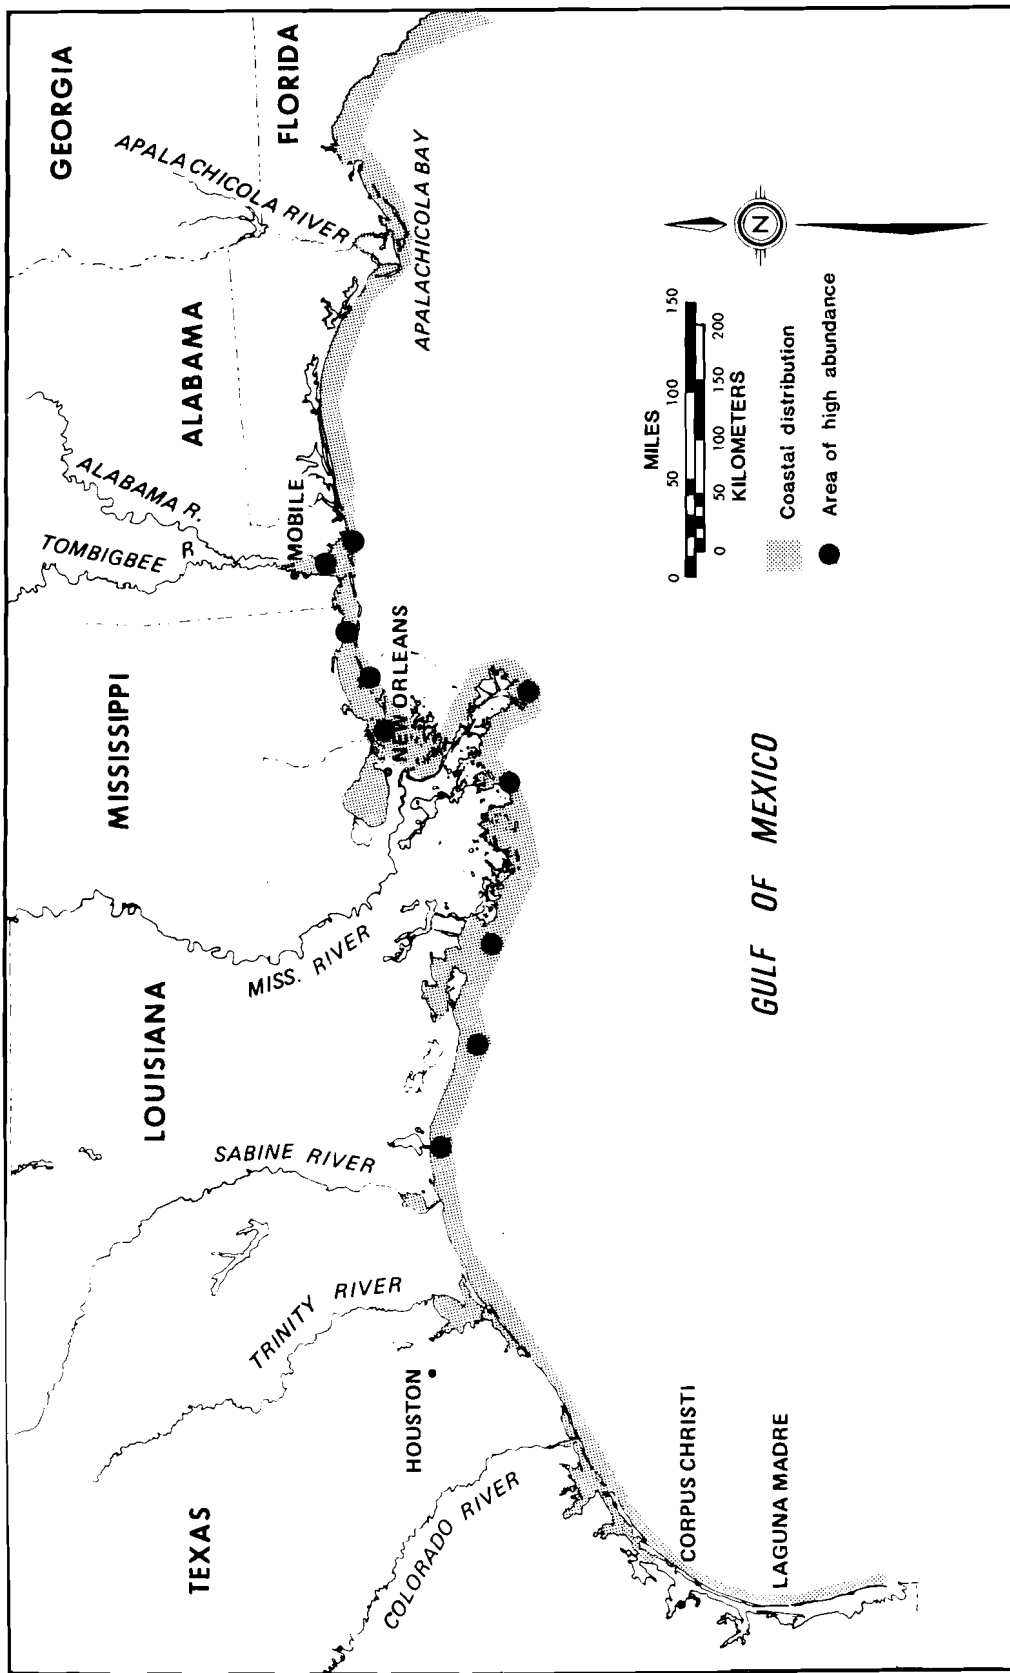 GEORGIA
FLORIDA
APALACHICOLA RIVER
APALACHICOLA BAY
ALABAMA
ALABAMA R.
TOMBIGBEE R
MOBILE
MISSISSIPPI
NEW ORLEANS
MISS. RIVER
LOUISIANA
SABINE RIVER
TRINITY RIVER
HOUSTON
TEXAS
COLORADO RIVER
CORPUS CHRISTI
LAGUNA MADRE
GULF OF MEXICO
N
MILES
0 50 100 150
0 50 100 150 200
KILOMETERS
Coastal distribution
Area of high abundance